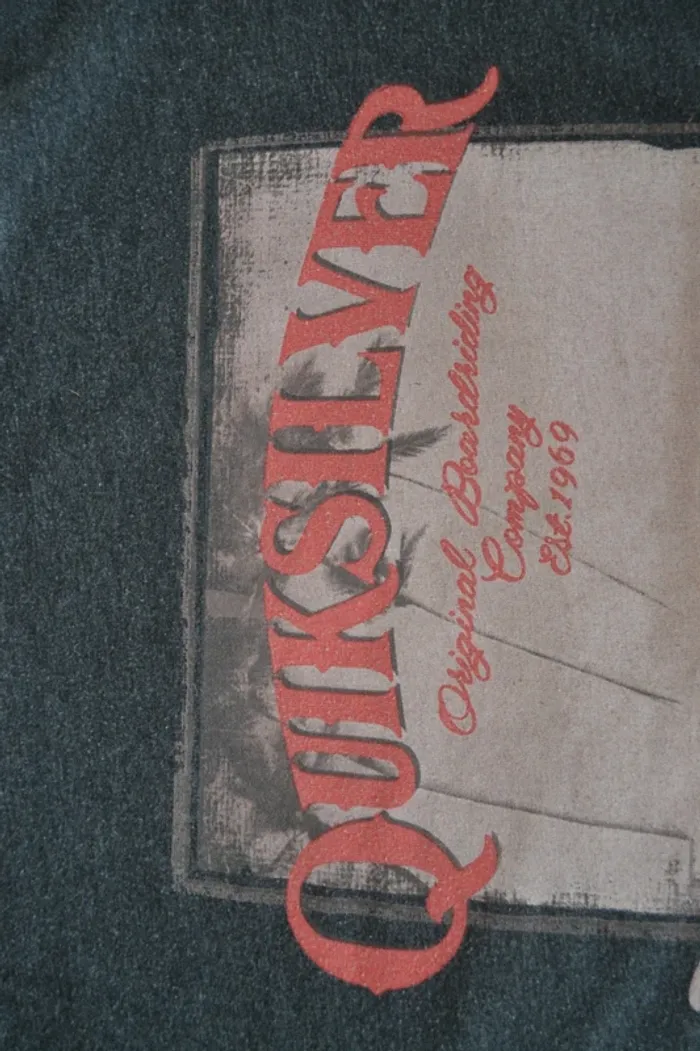 QUIKSILVER
Original Boardriding
Company
Est.1969